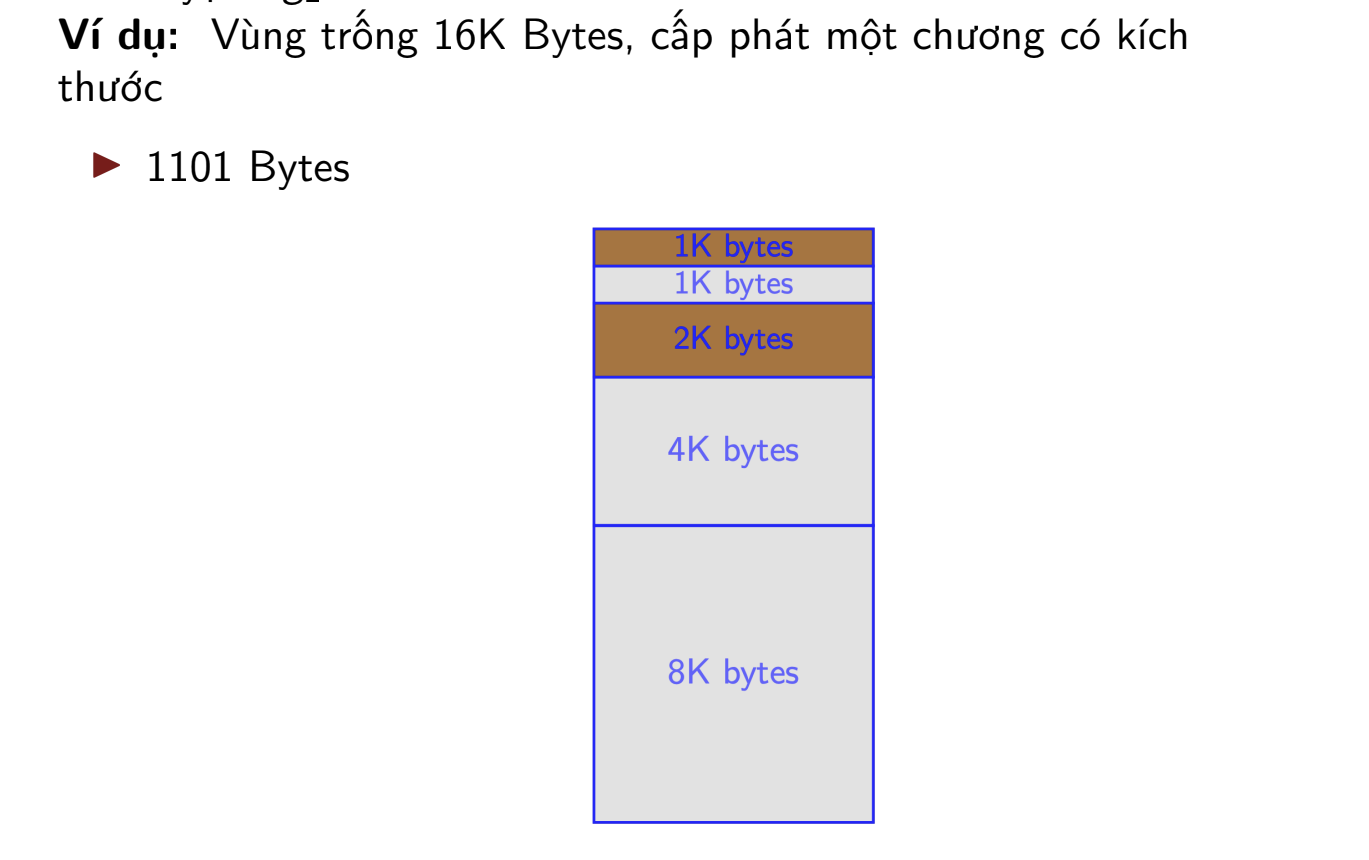 Ví dụ: Vùng trống 16K Bytes, cấp phát một chương có kích
thước
▶ 1101 Bytes
1K bytes
1K bytes
2K bytes
4K bytes
8K bytes